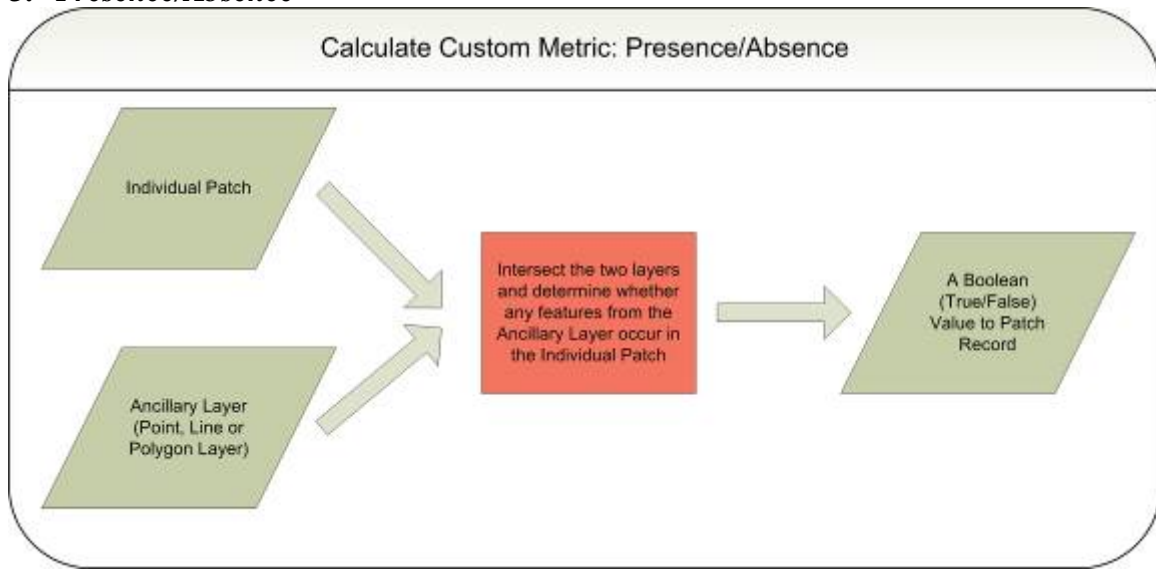 Calculate Custom Metric: Presence/Absence
Individual Patch
Ancillary Layer
(Point, Line or
Polygon Layer)
Intersect the two layers
and determine whether
any features from the
Ancillary Layer occur in
the Individual Patch
A Boolean
(True/False)
Value to Patch
Record